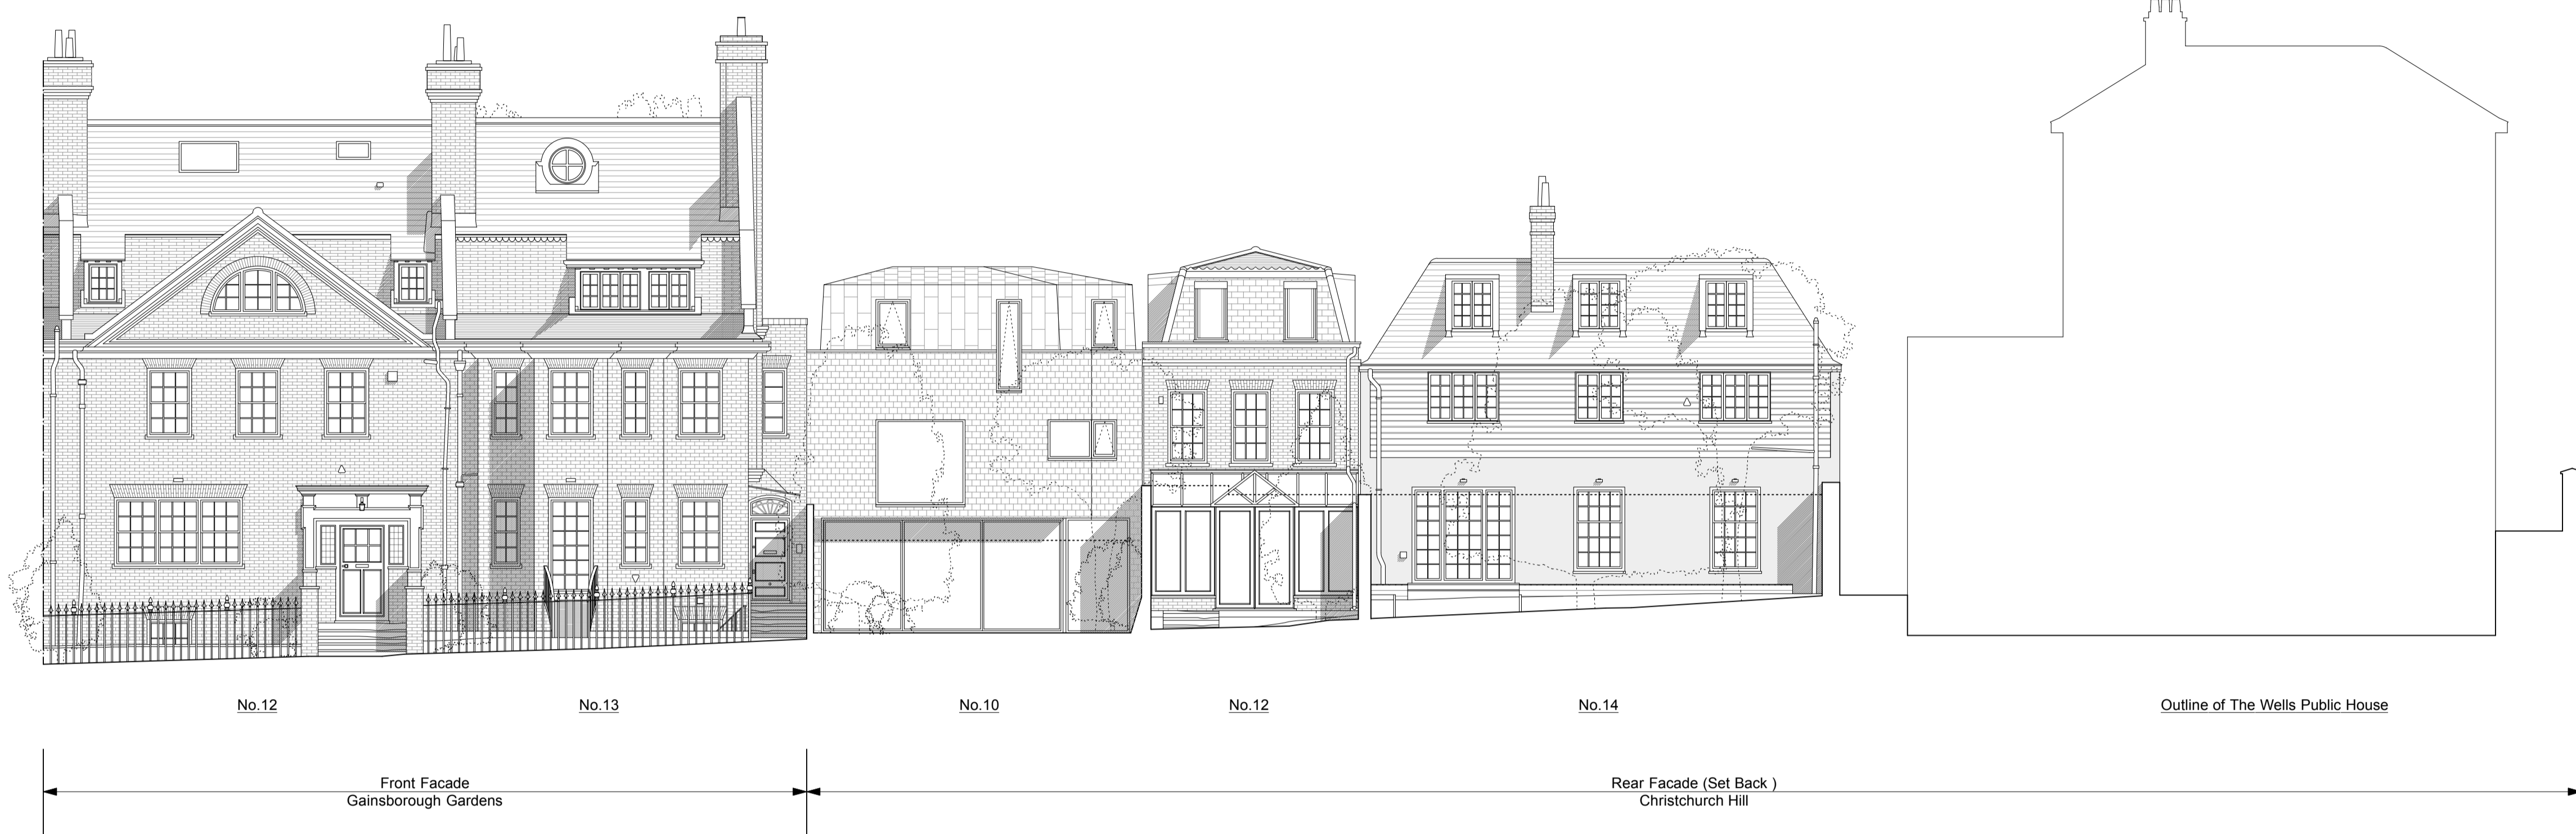 No.12
No.13
No.10
No.12
No.14
Outline of The Wells Public House
Front Facade
Gainsborough Gardens
Rear Facade (Set Back )
Christchurch Hill